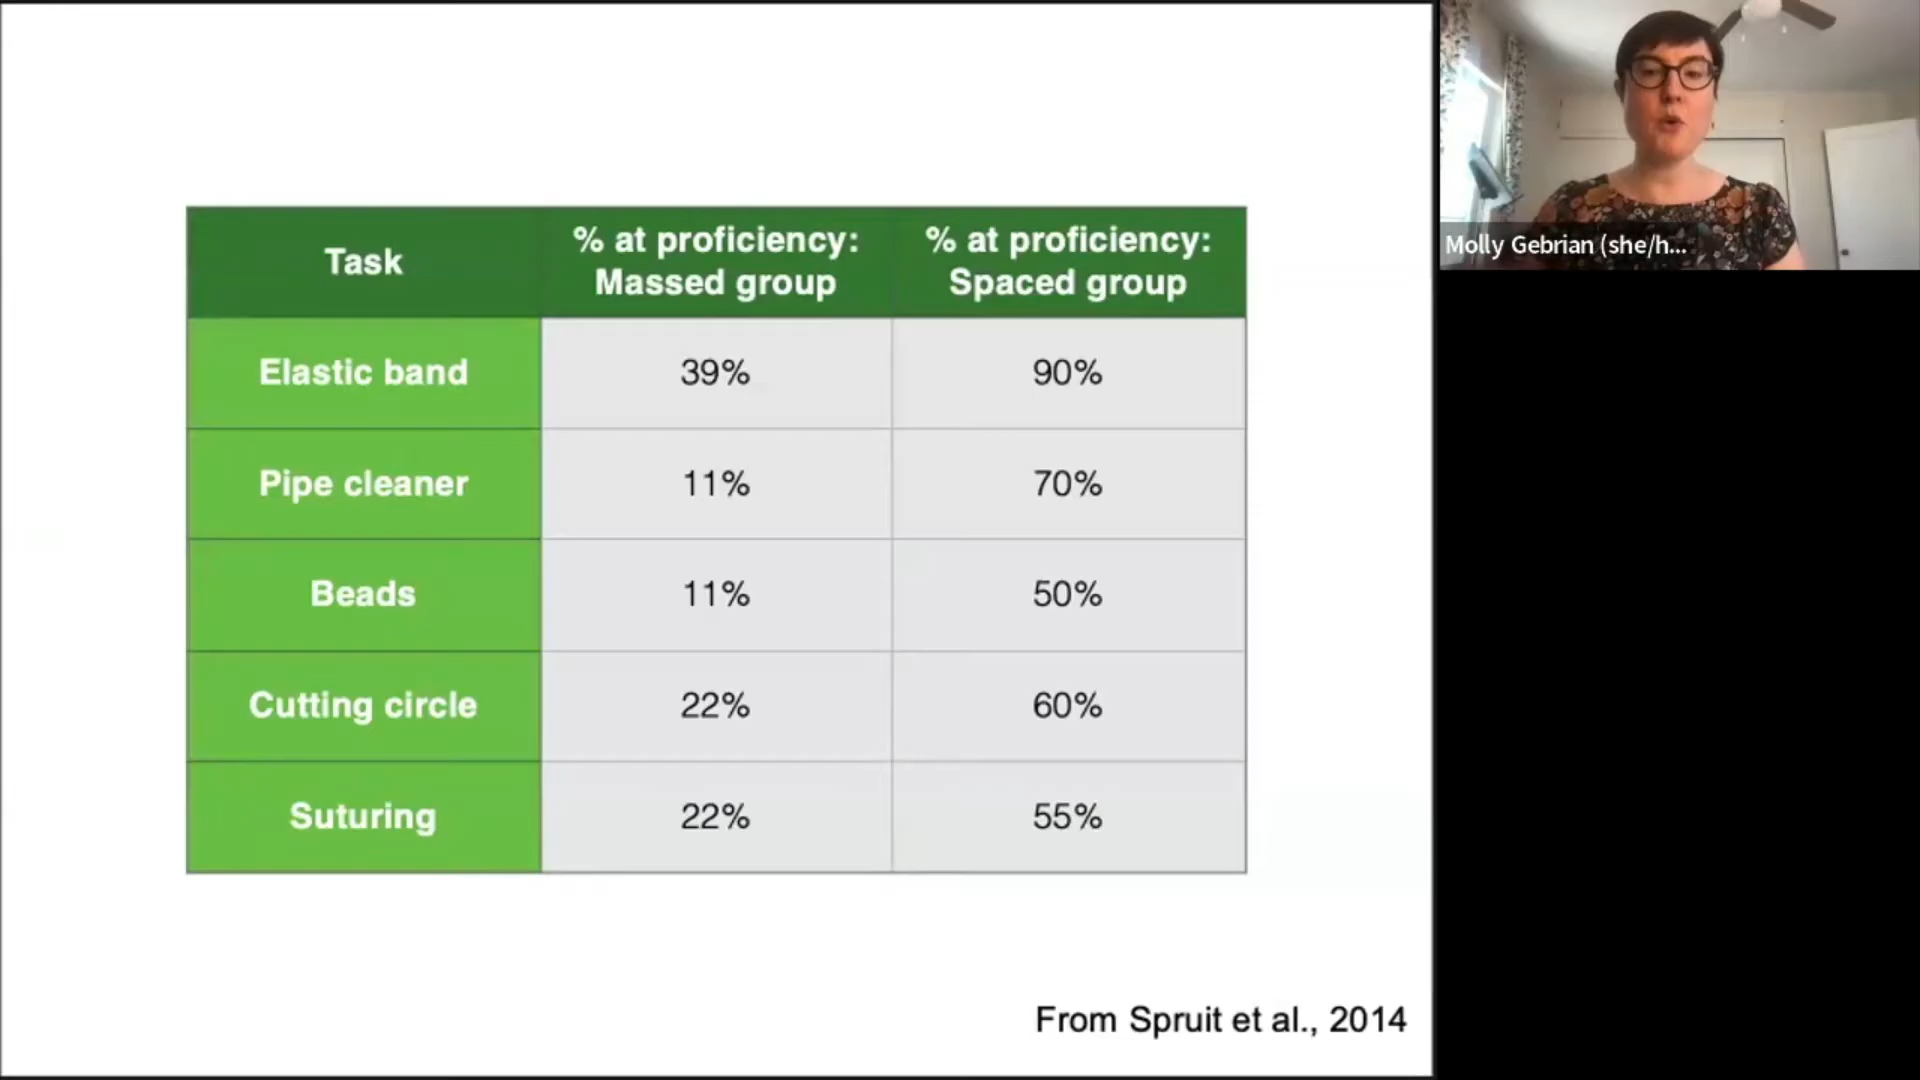 Task
% at proficiency:
Massed group
% at proficiency:
Spaced group
Elastic band
39%
90%
Pipe cleaner
11%
70%
Beads
11%
50%
Cutting circle
22%
60%
Suturing
22%
55%
From Spruit et al., 2014
Molly Gebrian (she/h...